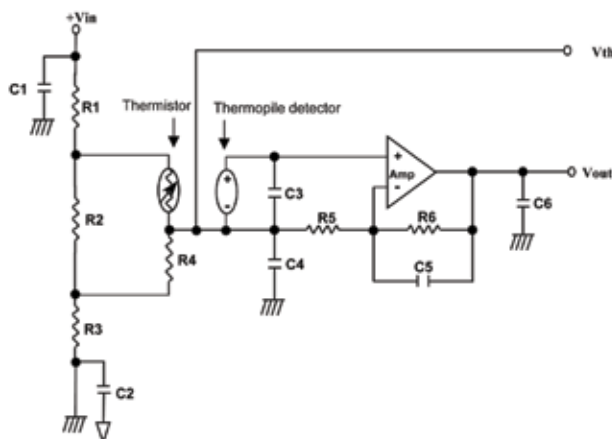 +Vin
Vth
C1
R1
Thermistor
Thermopile detector
+
Amp
-
Vout
+
-
C3
C6
R2
R5
R6
R4
C4
C5
R3
C2